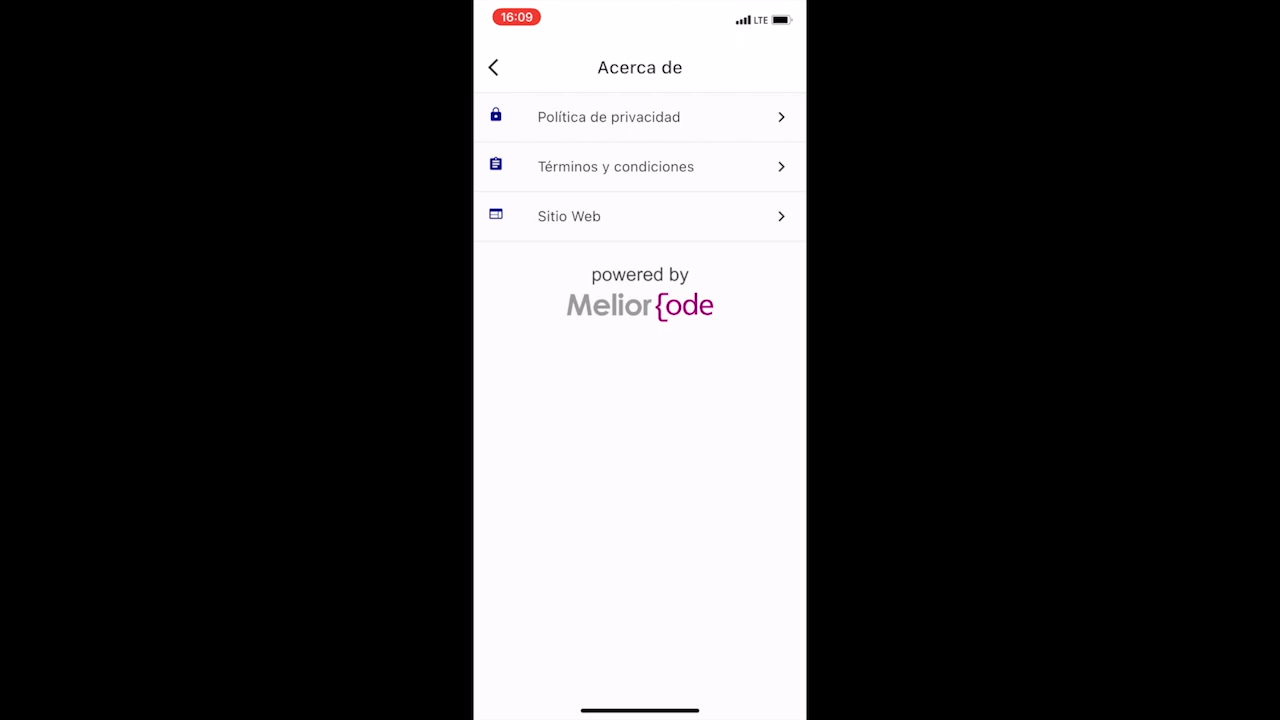 16:09
LTE
Acerca de
Política de privacidad
Términos y condiciones
Sitio Web
powered by
Melior{ode